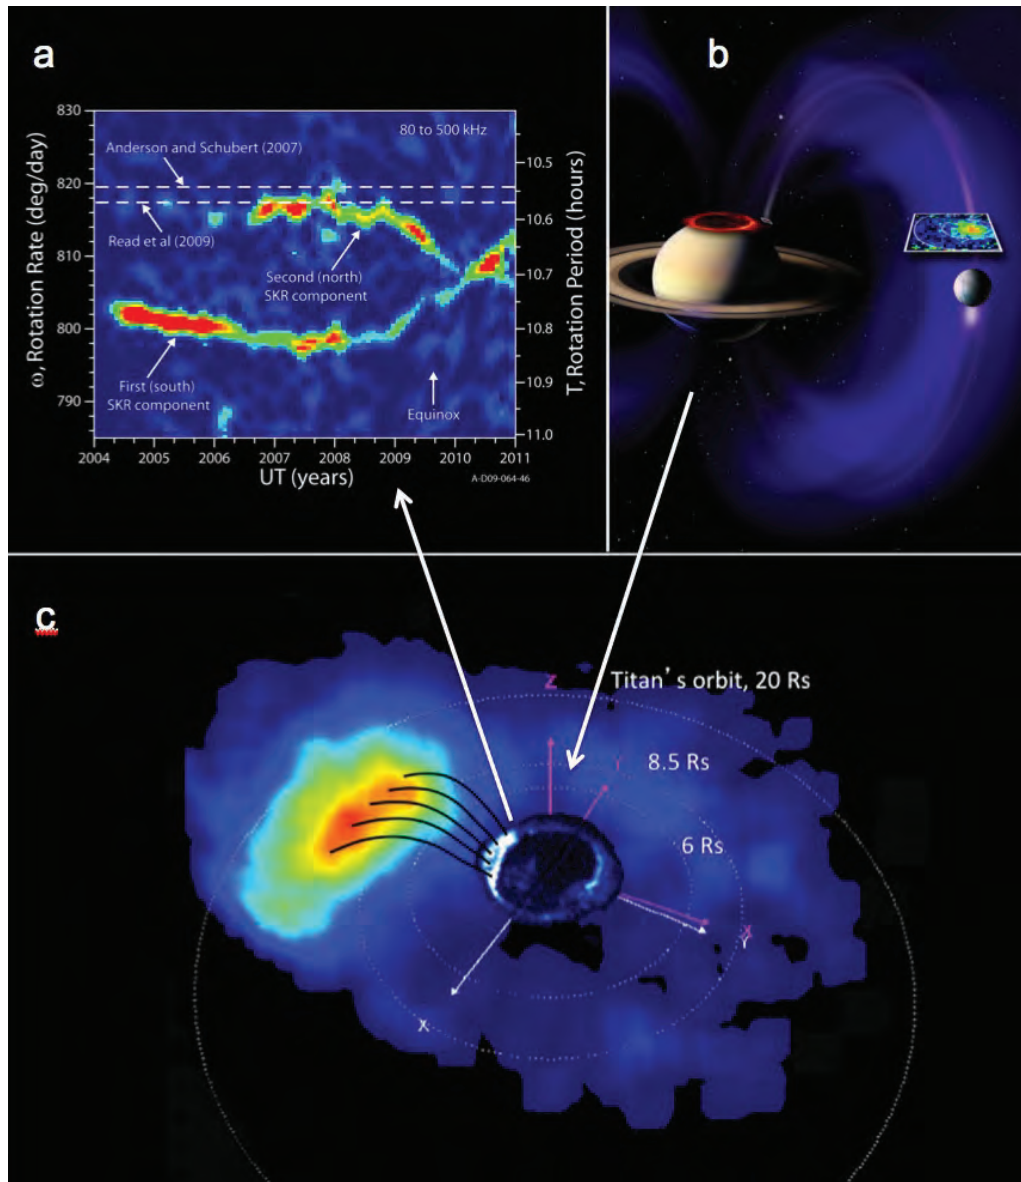 a
830
820
810
800
790
ω, Rotation Rate (deg/day)
80 to 500 kHz
Anderson and Schubert (2007)
Read et al (2009)
Second (north)
SKR component
First (south)
SKR component
Equinox
10.5
10.6
10.7
10.8
10.9
11.0
T, Rotation Period (hours)
2004 2005 2006 2007 2008 2009 2010 2011
UT (years)
A-D09-064-46
b
c
Titan's orbit, 20 Rs
Z
8.5 Rs
Y
6 Rs
X
Y
X